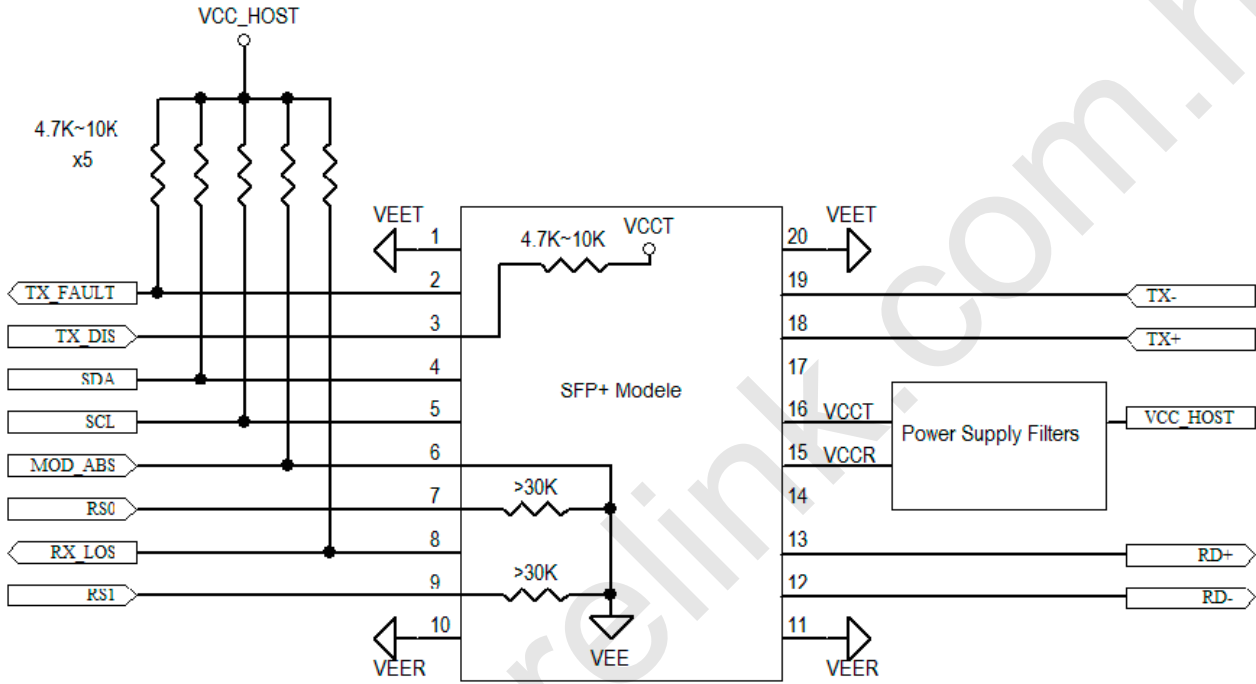 VCC_HOST
4.7K~10K
x5
VEET
1
4.7K~10K
VCCT
20
VEET
TX_FAULT
2
19
TX-
TX_DIS
3
18
TX+
SDA
4
SFP+ Modele
17
SCL
5
16
VCCT
Power Supply Filters
VCC_HOST
MOD_ABS
6
15
VCCR
RS0
7
>30K
14
RX_LOS
8
13
RD+
RS1
9
>30K
12
RD-
10
VEER
VEE
11
VEER
relink.com.h